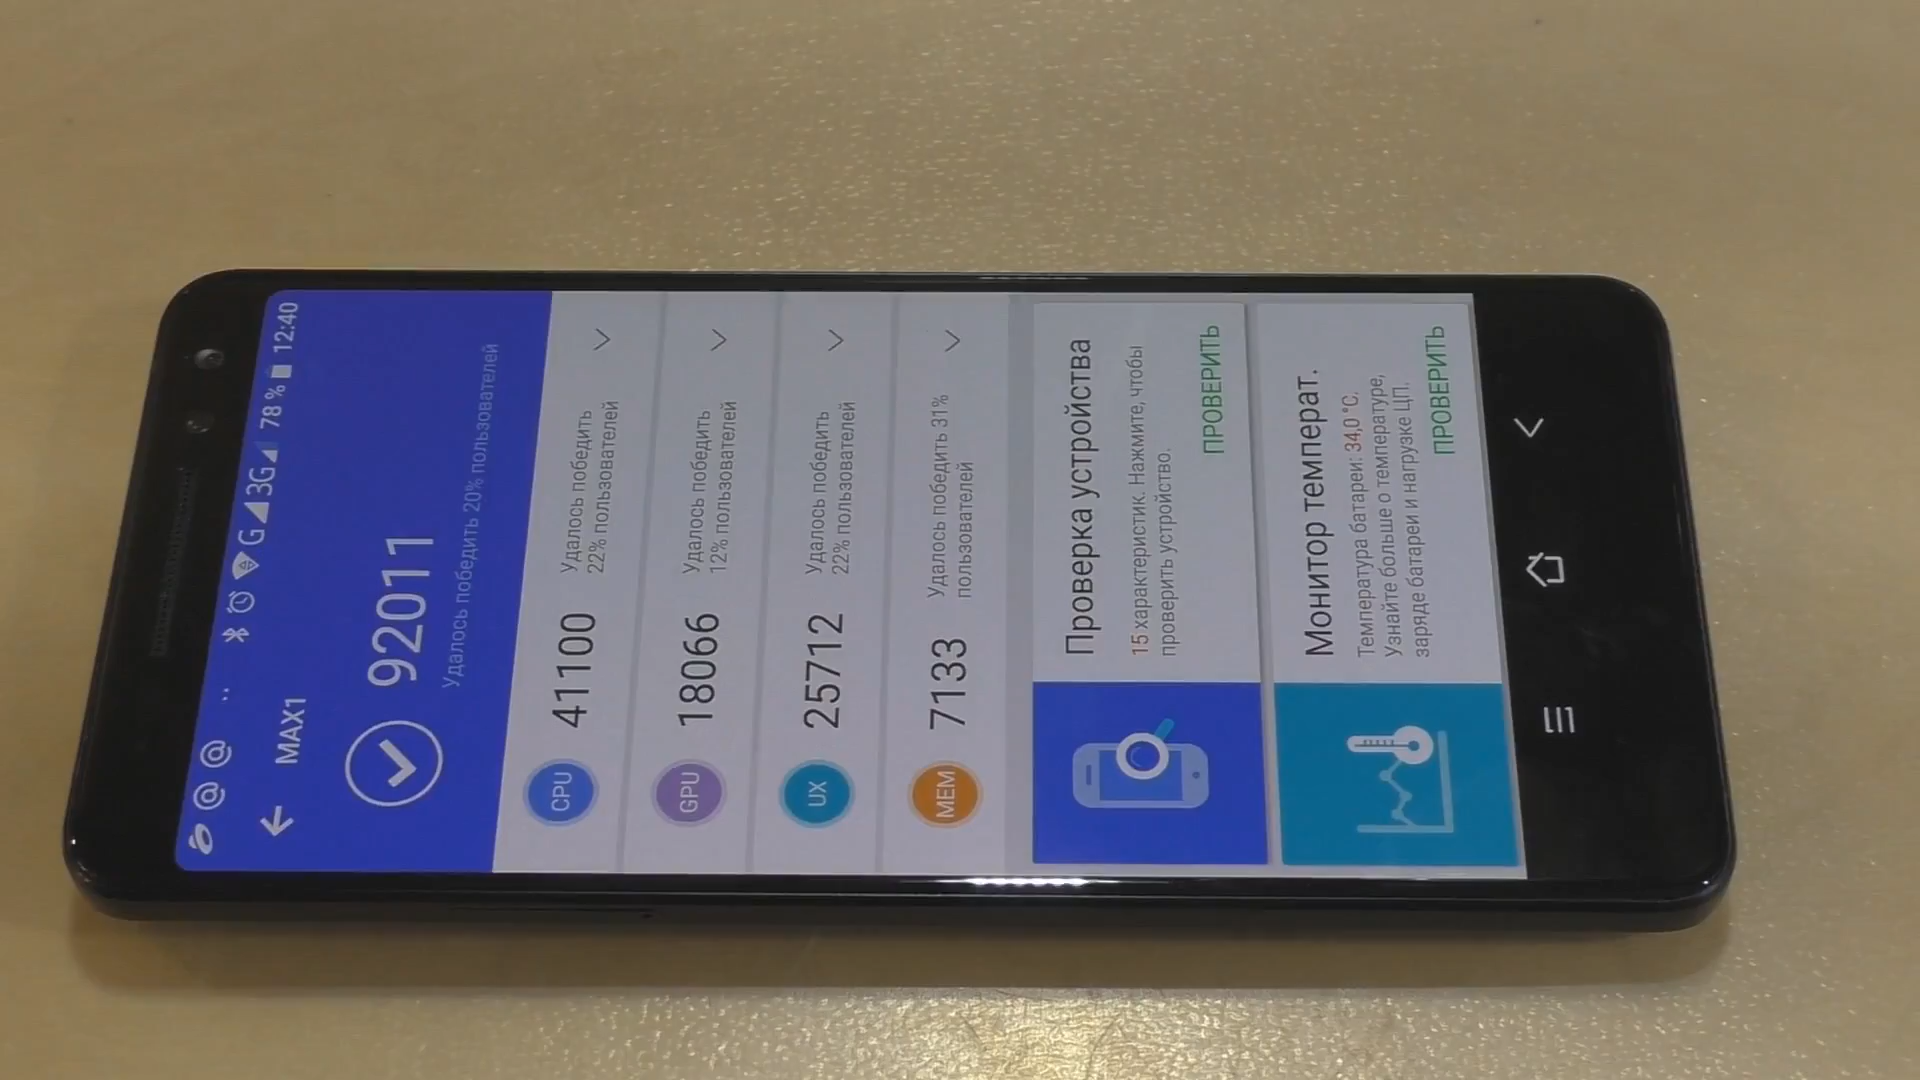 G 3G 78 % 12:40
MAX1
92011
Удалось победить 20% пользователей
CPU 41100 Удалось победить
22% пользователей
GPU 18066 Удалось победить
12% пользователей
UX 25712 Удалось победить
22% пользователей
MEM 7133 Удалось победить 31%
пользователей
Проверка устройства
15 характеристик. Нажмите, чтобы
проверить устройство.
ПРОВЕРИТЬ
Монитор температ.
Температура батареи: 34,0°C.
Узнайте больше о температуре,
заряде батареи и нагрузке ЦП.
ПРОВЕРИТЬ